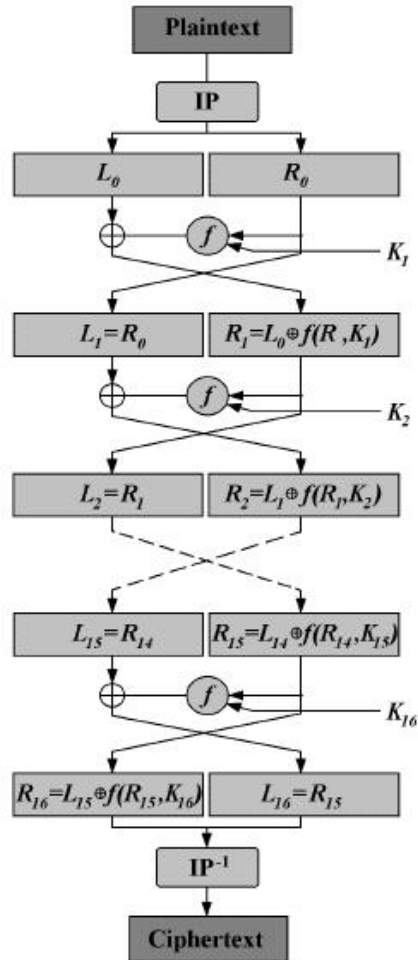 Plaintext
IP
L₀ R₀
⊕ f
K₁
L₁=R₀ R₁=L₀⊕f(R ,K₁)
⊕ f
K₂
L₂=R₁ R₂=L₁⊕f(R₁,K₂)
L₁₅=R₁₄ R₁₅=L₁₄⊕f(R₁₄,K₁₅)
⊕ f
K₁₆
R₁₆=L₁₅⊕f(R₁₅,K₁₆) L₁₆=R₁₅
IP⁻¹
Ciphertext